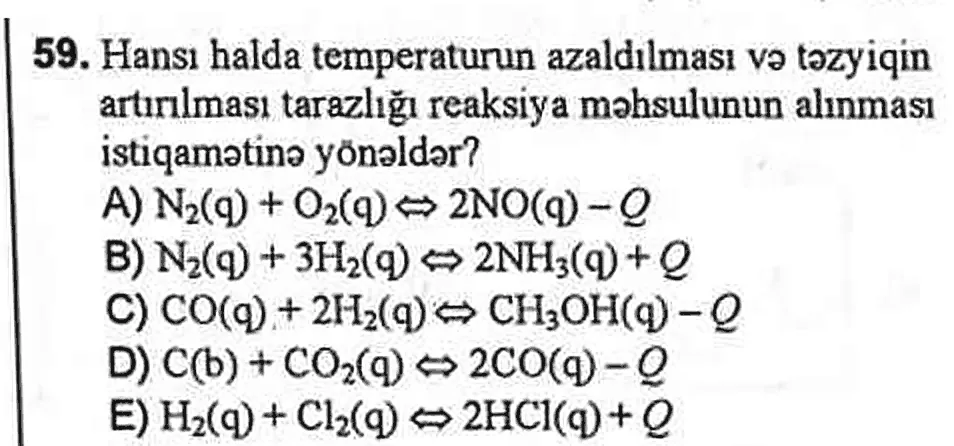 59. Hansı halda temperaturun azaldılması və təzyiqin
artırılması tarazlığı reaksiya məhsulunun alınması
istiqamətinə yönəldər?
A) N₂(q) + O₂(q) ⇔ 2NO(q) – Q
B) N₂(q) + 3H₂(q) ⇔ 2NH₃(q) + Q
C) CO(q) + 2H₂(q) ⇔ CH₃OH(q) – Q
D) C(b) + CO₂(q) ⇔ 2CO(q) – Q
E) H₂(q) + Cl₂(q) ⇔ 2HCl(q) + Q